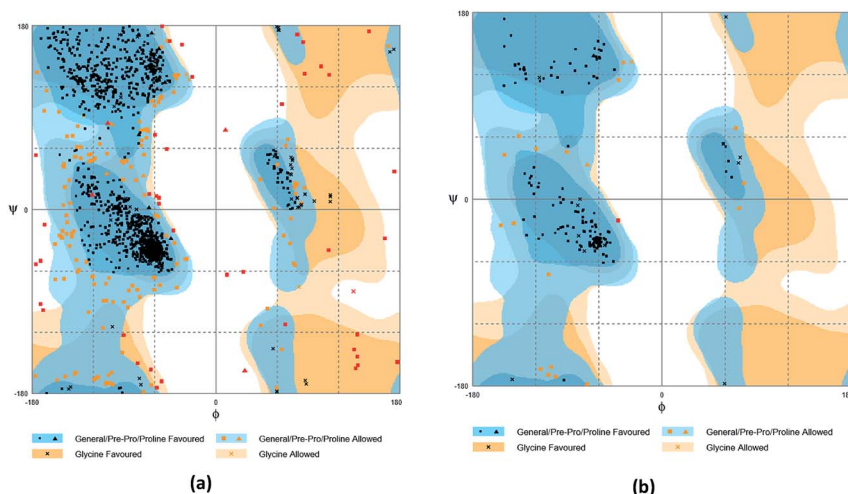 180
Ψ
0
-180
-180
0
180
Φ
General/Pre-Pro/Proline Favoured
General/Pre-Pro/Proline Allowed
Glycine Favoured
Glycine Allowed
(a)
180
Ψ
0
-180
-180
0
180
Φ
General/Pre-Pro/Proline Favoured
General/Pre-Pro/Proline Allowed
Glycine Favoured
Glycine Allowed
(b)